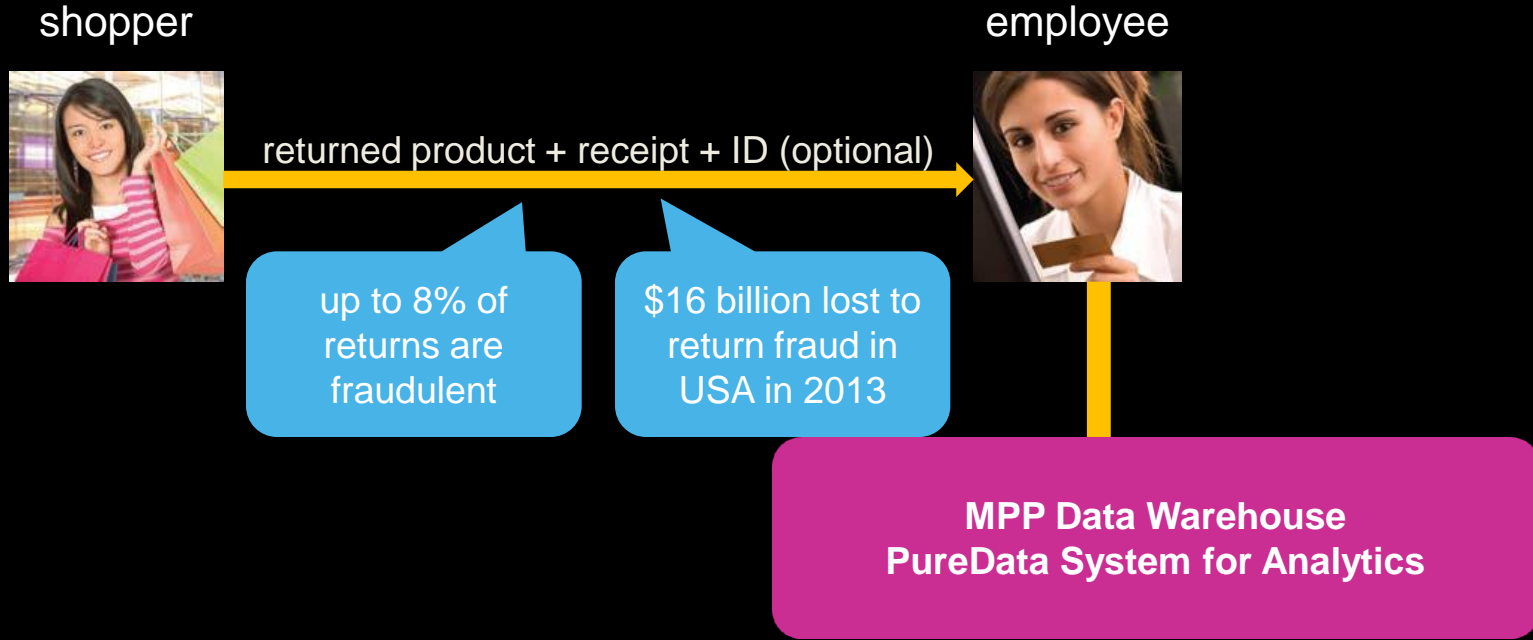 shopper
employee
returned product + receipt + ID (optional)
up to 8% of
returns are
fraudulent
$16 billion lost to
return fraud in
USA in 2013
MPP Data Warehouse
PureData System for Analytics